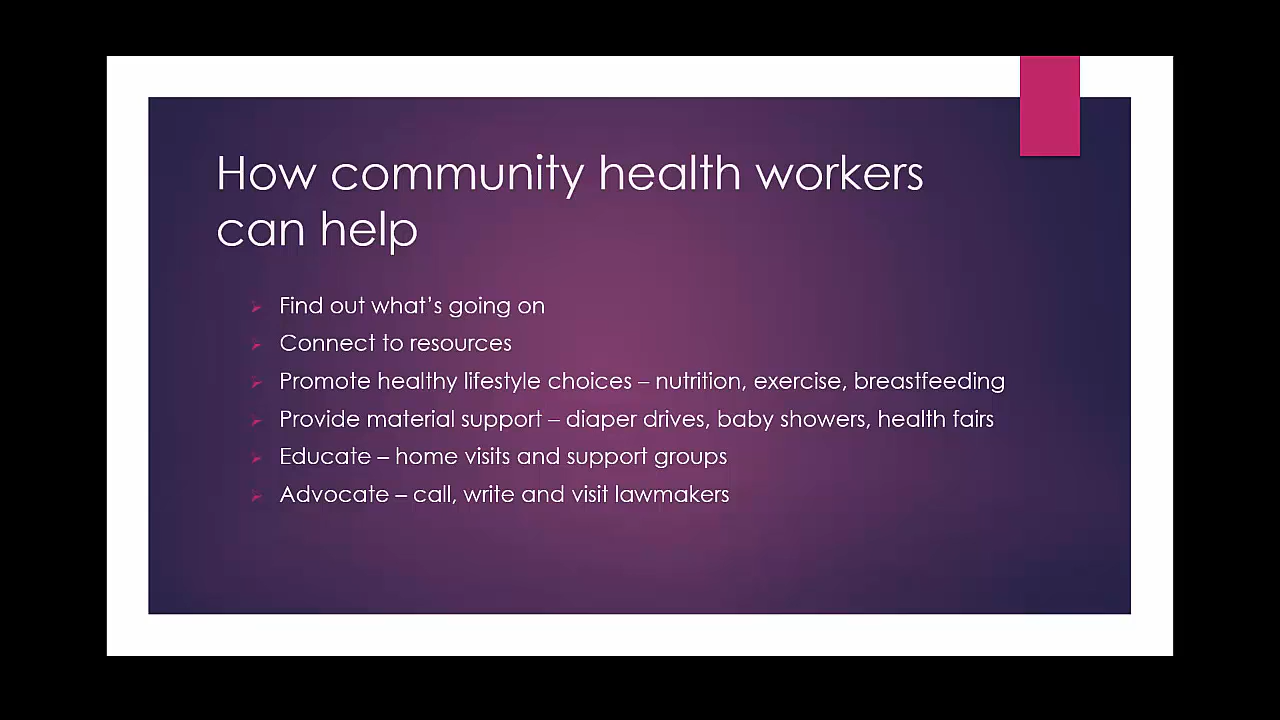 How community health workers
can help
Find out what’s going on
Connect to resources
Promote healthy lifestyle choices – nutrition, exercise, breastfeeding
Provide material support – diaper drives, baby showers, health fairs
Educate – home visits and support groups
Advocate – call, write and visit lawmakers